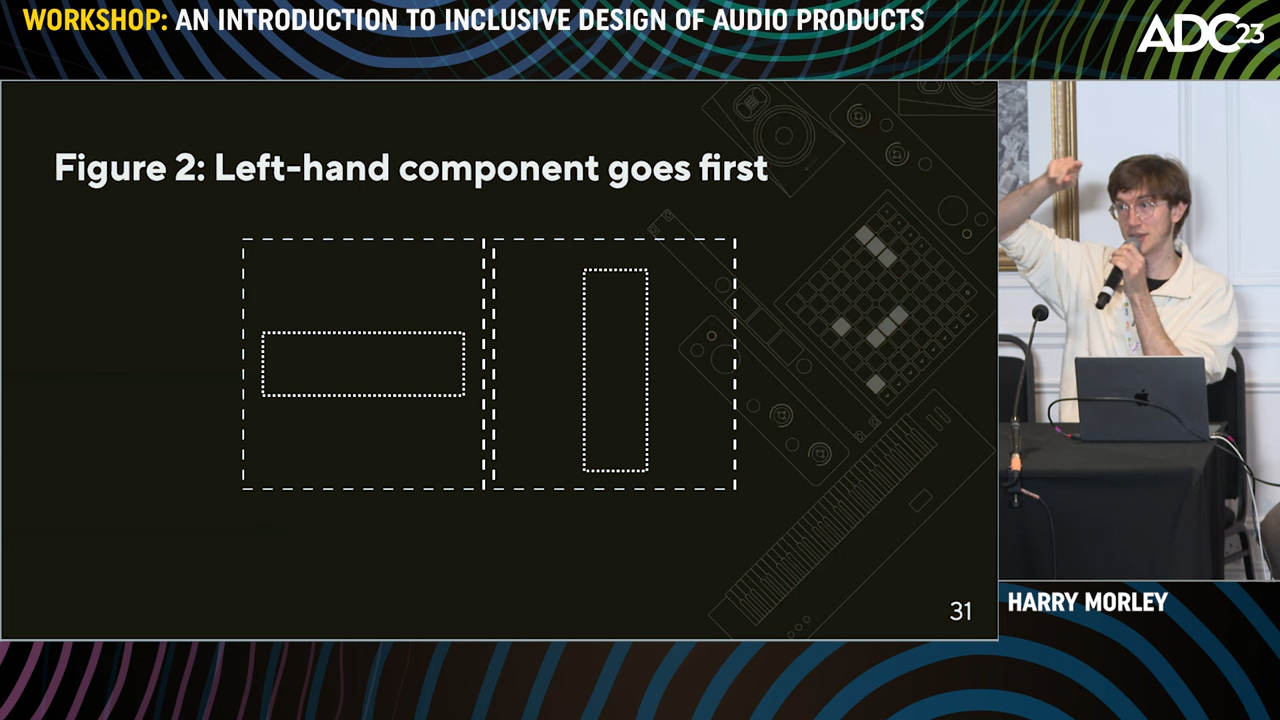 WORKSHOP: AN INTRODUCTION TO INCLUSIVE DESIGN OF AUDIO PRODUCTS
ADC23
Figure 2: Left-hand component goes first
31
HARRY MORLEY